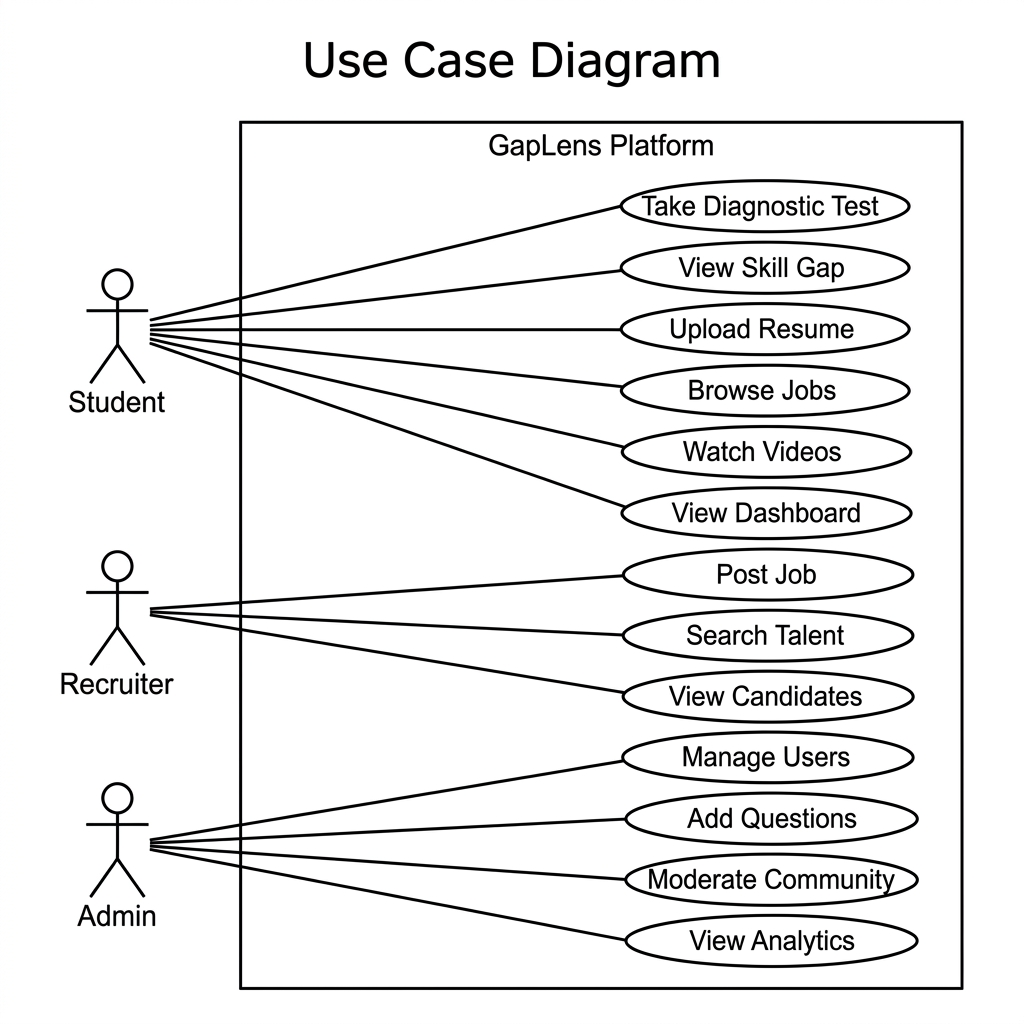 Use Case Diagram
GapLens Platform
Take Diagnostic Test
View Skill Gap
Upload Resume
Browse Jobs
Watch Videos
View Dashboard
Student
Post Job
Search Talent
View Candidates
Recruiter
Manage Users
Add Questions
Moderate Community
View Analytics
Admin